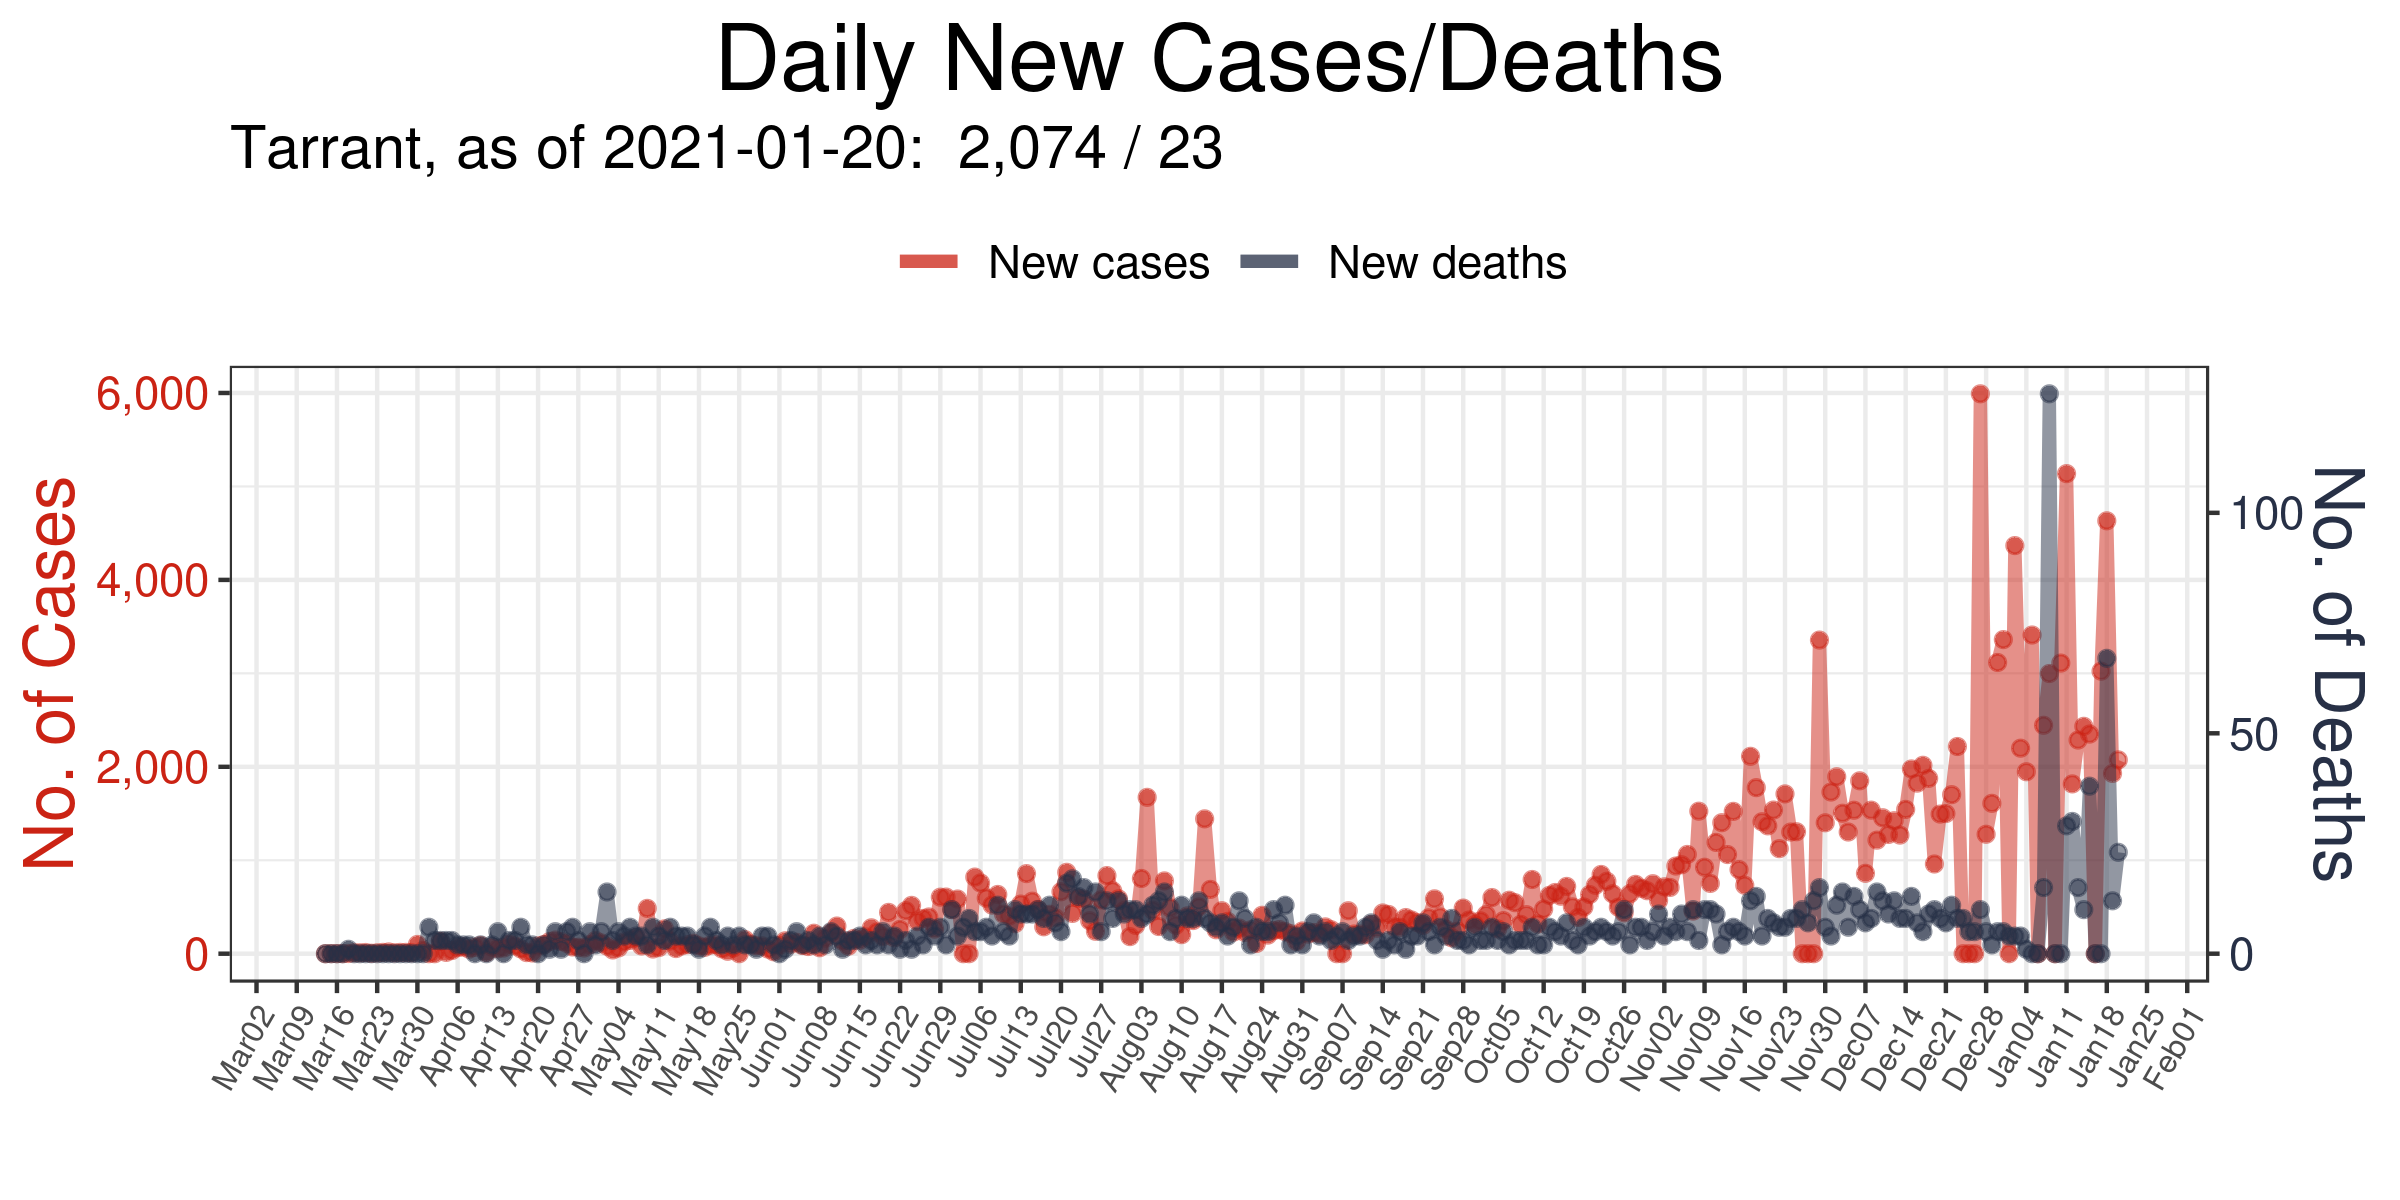 Daily New Cases/Deaths
Tarrant, as of 2021-01-20: 2,074 / 23
New cases New deaths
No. of Cases
6,000
4,000
2,000
0
No. of Deaths
100
50
0
Mar02 Mar09 Mar16 Mar23 Mar30 Apr06 Apr13 Apr20 Apr27 May04 May11 May18 May25 Jun01 Jun08 Jun15 Jun22 Jun29 Jul06 Jul13 Jul20 Jul27 Aug03 Aug10 Aug17 Aug24 Aug31 Sep07 Sep14 Sep21 Sep28 Oct05 Oct12 Oct19 Oct26 Nov02 Nov09 Nov16 Nov23 Nov30 Dec07 Dec14 Dec21 Dec28 Jan04 Jan11 Jan18 Jan25 Feb01